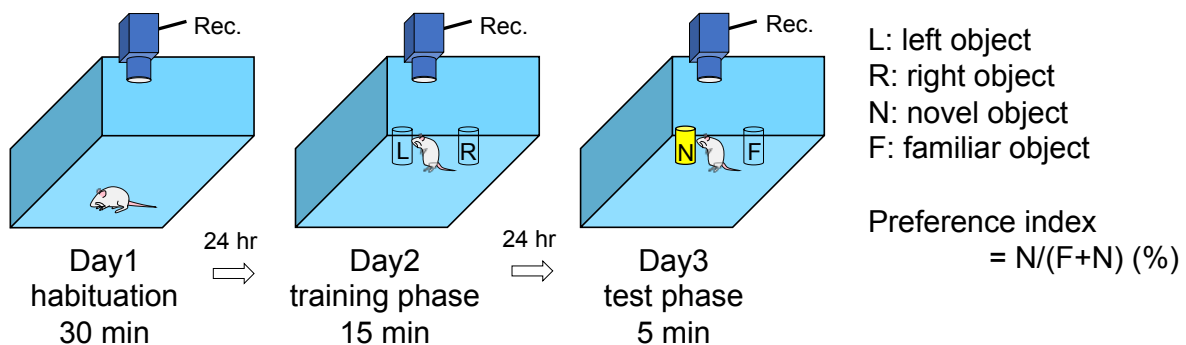 Rec.
Rec.
Rec.
L
R
N
F
24 hr
24 hr
Day1
habituation
30 min
Day2
training phase
15 min
Day3
test phase
5 min
L: left object
R: right object
N: novel object
F: familiar object
Preference index
= N/(F+N) (%)